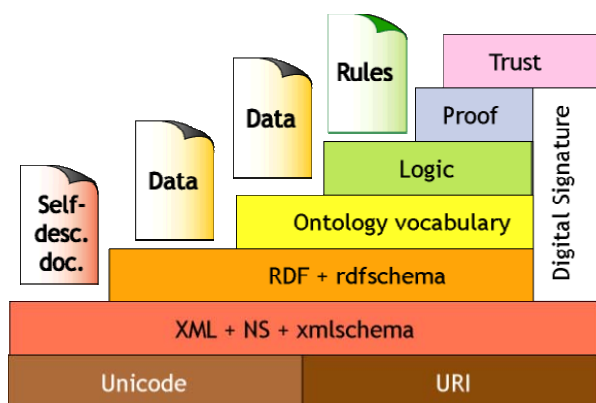 Trust
Rules
Proof
Data
Logic
Data
Digital Signature
Self-
desc.
doc.
Ontology vocabulary
RDF + rdfschema
XML + NS + xmlschema
Unicode
URI